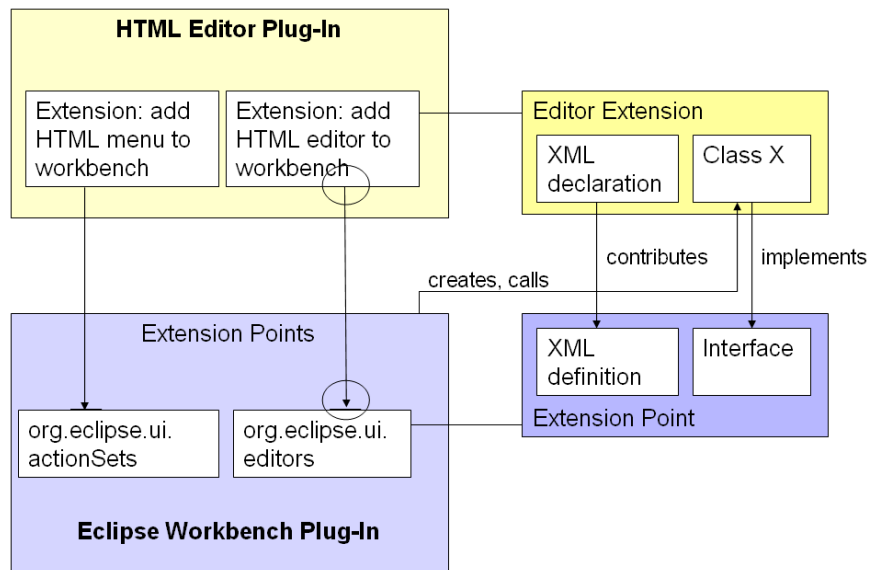 HTML Editor Plug-In
Extension: add
HTML menu to
workbench
Extension: add
HTML editor to
workbench
Editor Extension
XML
declaration
Class X
contributes
implements
creates, calls
Extension Points
XML
definition
Interface
Extension Point
org.eclipse.ui.
actionSets
org.eclipse.ui.
editors
Eclipse Workbench Plug-In